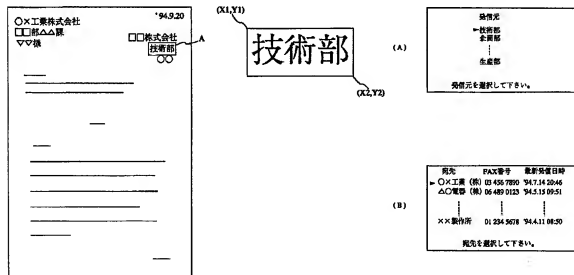 '94.9.20
〇×工業株式会社
□□部△△課
▽▽様
□□株式会社
技術部
〇〇
A
(X1,Y1)
技術部
(X2,Y2)
(A)
発信元
►技術部
企画部
生産部
発信元を選択して下さい。
(B)
宛先 FAX番号 最新発信日時
►〇×工業(株) 03 456 7890 '94.7.14 20:46
△〇電器(株) 06 489 0123 '94.5.15 09:51
××製作所 01 234 5678 '94.4.11 08:50
宛先を選択して下さい。